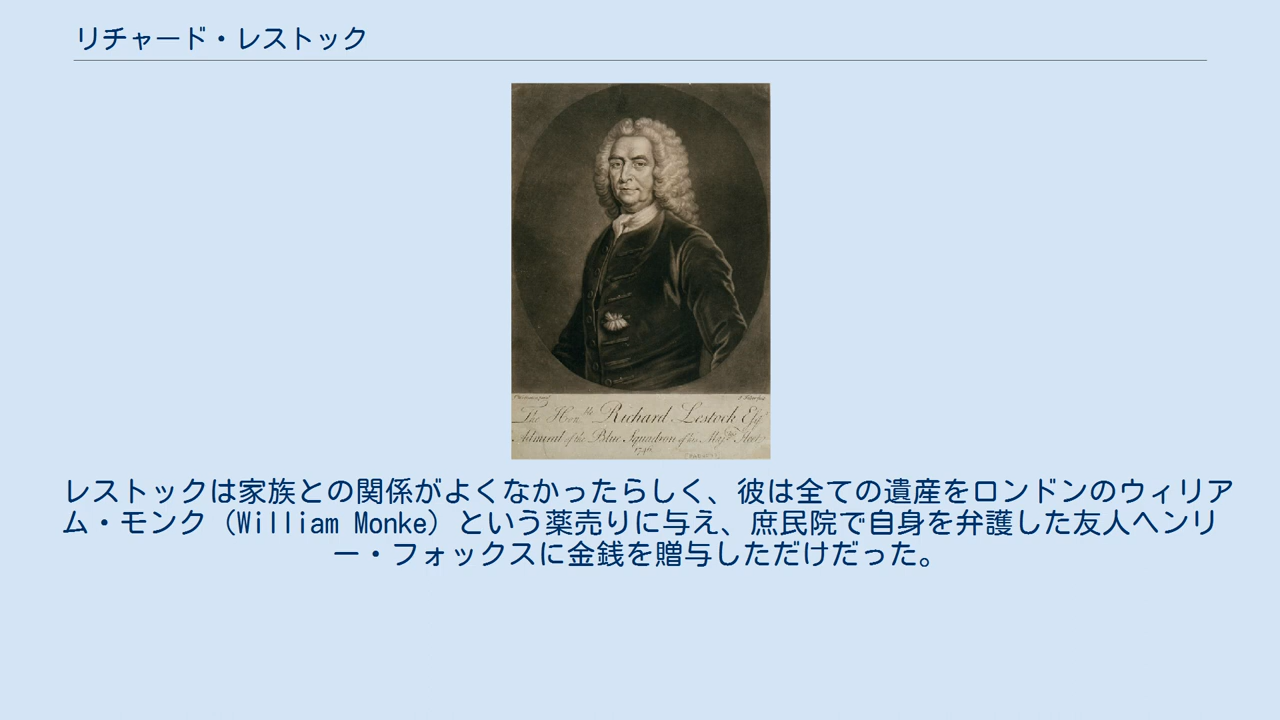 リチャード・レストック
The Hon.ble Richard Lestock Esq.
Admiral of the Blue Squadron of his Maj.ties Fleet
1746
レストックは家族との関係がよくなかったらしく、彼は全ての遺産をロンドンのウィリア
ム・モンク（William Monke）という薬売りに与え、庶民院で自身を弁護した友人ヘンリ
ー・フォックスに金銭を贈与しただけだった。